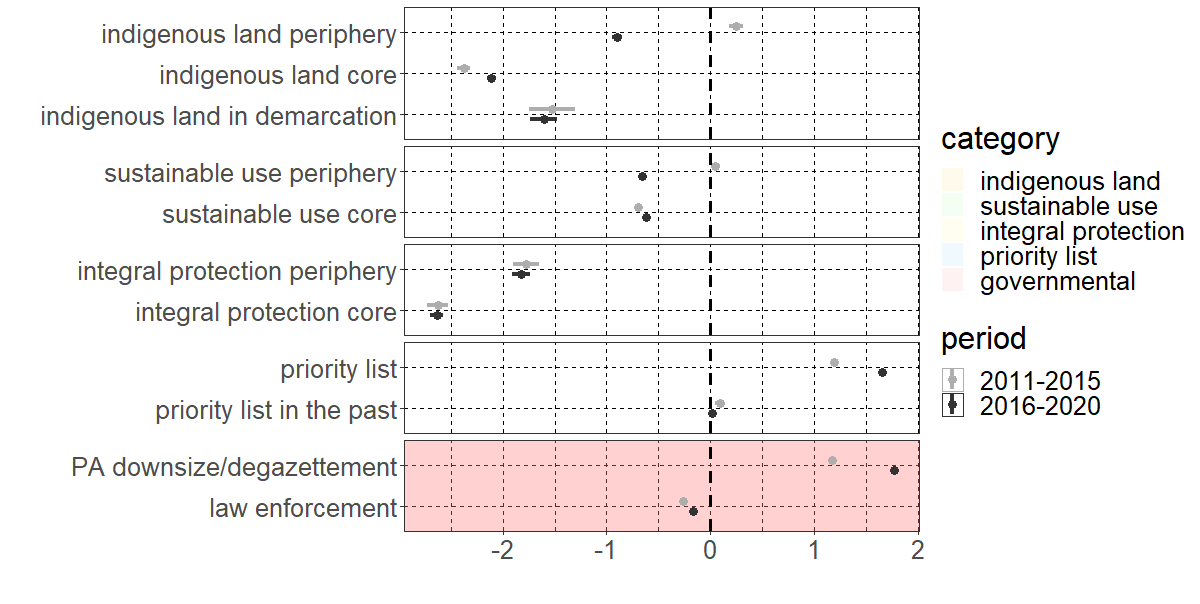 indigenous land periphery
indigenous land core
indigenous land in demarcation
sustainable use periphery
sustainable use core
integral protection periphery
integral protection core
priority list
priority list in the past
PA downsize/degazettement
law enforcement
-2 -1 0 1 2
category
indigenous land
sustainable use
integral protection
priority list
governmental
period
2011-2015
2016-2020